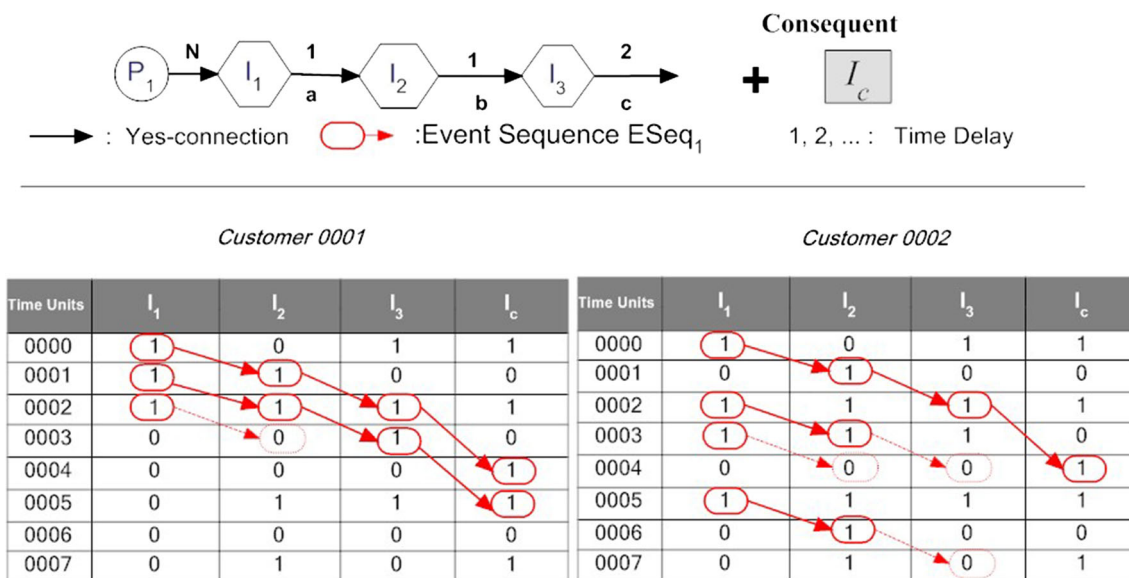 Consequent
P1 N I1 1 a I2 1 b I3 2 c + Ic
: Yes-connection :Event Sequence ESeq1 1, 2, ... : Time Delay
Customer 0001
Time Units I1 I2 I3 Ic
0000 1 0 1 1
0001 1 1 0 0
0002 1 1 1 1
0003 0 0 1 0
0004 0 0 0 1
0005 0 1 1 1
0006 0 0 0 0
0007 0 1 0 1
Customer 0002
Time Units I1 I2 I3 Ic
0000 1 0 1 1
0001 0 1 0 0
0002 1 1 1 1
0003 1 1 1 0
0004 0 0 0 1
0005 1 1 1 1
0006 0 1 0 0
0007 0 1 0 1